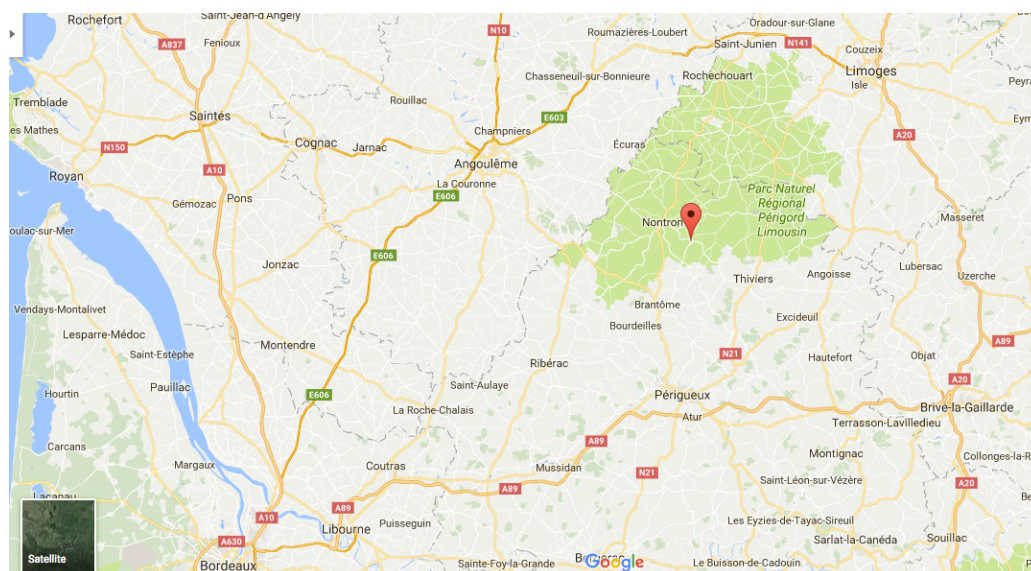 Rochefort
Saint-Jean-d'Angely
Oradour-sur-Glane
N10
Roumazières-Loubert
A837
Fenioux
Saint-Junien
N141
Couzeix
Limoges
Chasseneuil-sur-Bonnieure
Rochechouart
Isle
Peyra
Tremblade
Rouillac
Saintes
Champniers
E603
Eym
es Mathes
N150
Cognac
Jarnac
Écuras
A20
Royan
A10
Angoulême
La Couronne
Parc Naturel
Régional
Périgord
Limousin
Gémozac
Pons
E606
Masseret
oulac-sur-Mer
Nontron
E606
Jonzac
Lubersac
Angoisse
Thiviers
Uzerche
Vendays-Montalivet
Brantôme
Excideuil
Lesparre-Médoc
Bourdeilles
A89
Montendre
Saint-Estèphe
N21
Hautefort
Objat
Ribérac
A20
Pauillac
Saint-Aulaye
Hourtin
E606
Périgueux
La Roche-Chalais
Brive-la-Gaillarde
Atur
Terrasson-Lavilledieu
Carcans
A89
Montignac
Collonges-la-R
Margaux
Coutras
Mussidan
N21
Saint-Léon-sur-Vézère
A20
A89
Lacanau
A10
A89
Puisseguin
Les Eyzies-de-Tayac-Sireuil
Libourne
Be
A630
Sarlat-la-Canéda
Souillac
Satellite
Bordeaux
Sainte-Foy-la-Grande
Google
Le Buisson-de-Cadouin